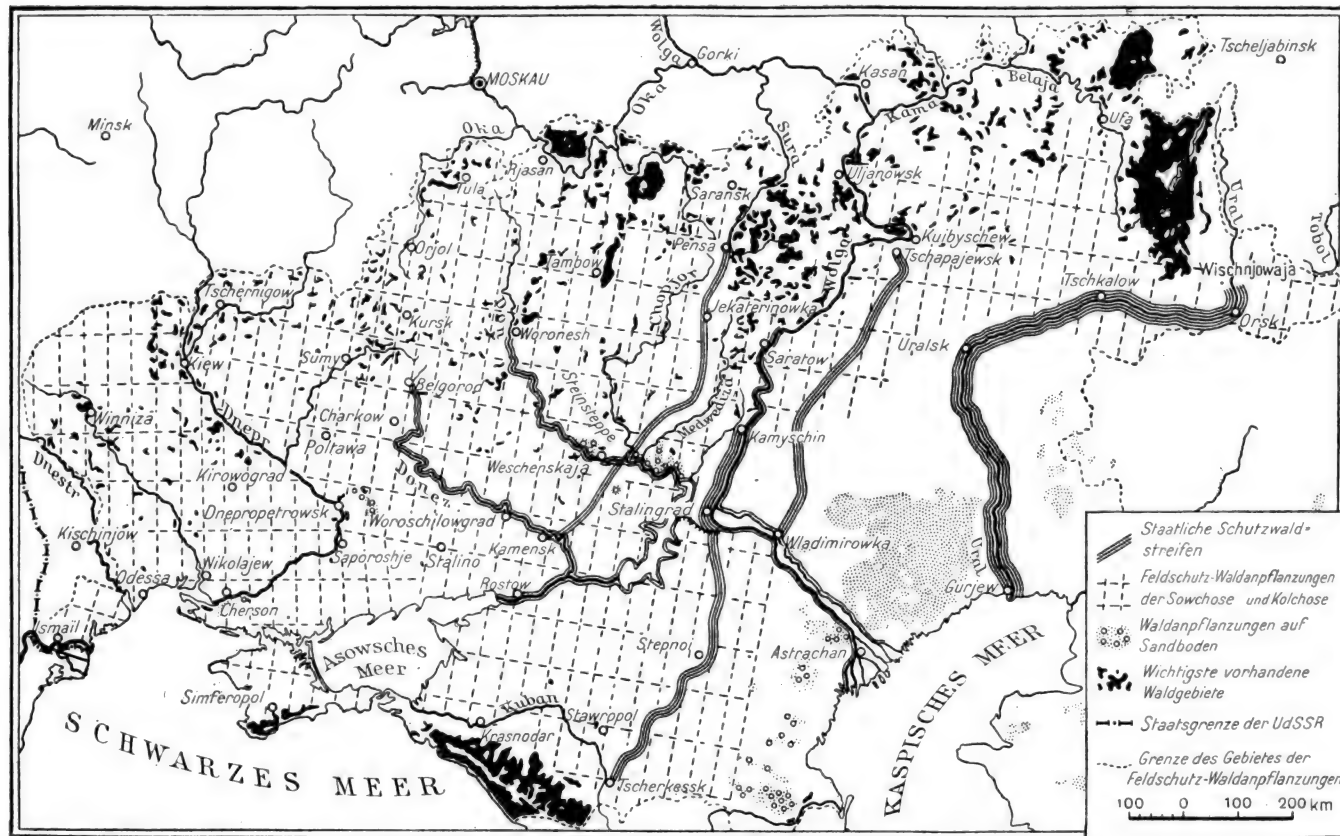 Tscheljabinsk
Wolga
Gorki
Kasan
Belaja
MOSKAU
Oka
Kama
Minsk
Ufa
Oka
Sura
Rjasan
Tula
Saransk
Uljanowsk
Ural
Tobol
Orjol
Pensa
Kujbyschew
Tschapajewsk
Wolga
Tambow
Chopjor
Wischnjowaja
Tschkalow
Tschernigow
Jekaterinowka
Orsk
Kursk
Woronesh
Uralsk
Saratow
Kiew
Sumy
Belgorod
Steinsteppe
Medwediza
Winniza
Dnepr
Charkow
Poltawa
Kamyschin
Dnestr
Weschenskaja
Kirowograd
Donez
Stalingrad
Dnepropetrowsk
Woroschilowgrad
Kischinjow
Kamensk
Wladimirowka
Saporoshje
Stalino
Nikolajew
Ural
Odessa
Cherson
Rostow
Gurjew
Ismail
Asowsches
Meer
Stepnoj
Astrachan
Simferopol
Kuban
Stawropol
Krasnodar
SCHWARZES MEER
Tscherkessk
KASPISCHES MEER
Staatliche Schutzwald=
streifen
Feldschutz-Waldanpflanzungen
der Sowchose und Kolchose
Waldanpflanzungen auf
Sandboden
Wichtigste vorhandene
Waldgebiete
Staatsgrenze der UdSSR
Grenze des Gebietes der
Feldschutz-Waldanpflanzungen
100 0 100 200 km